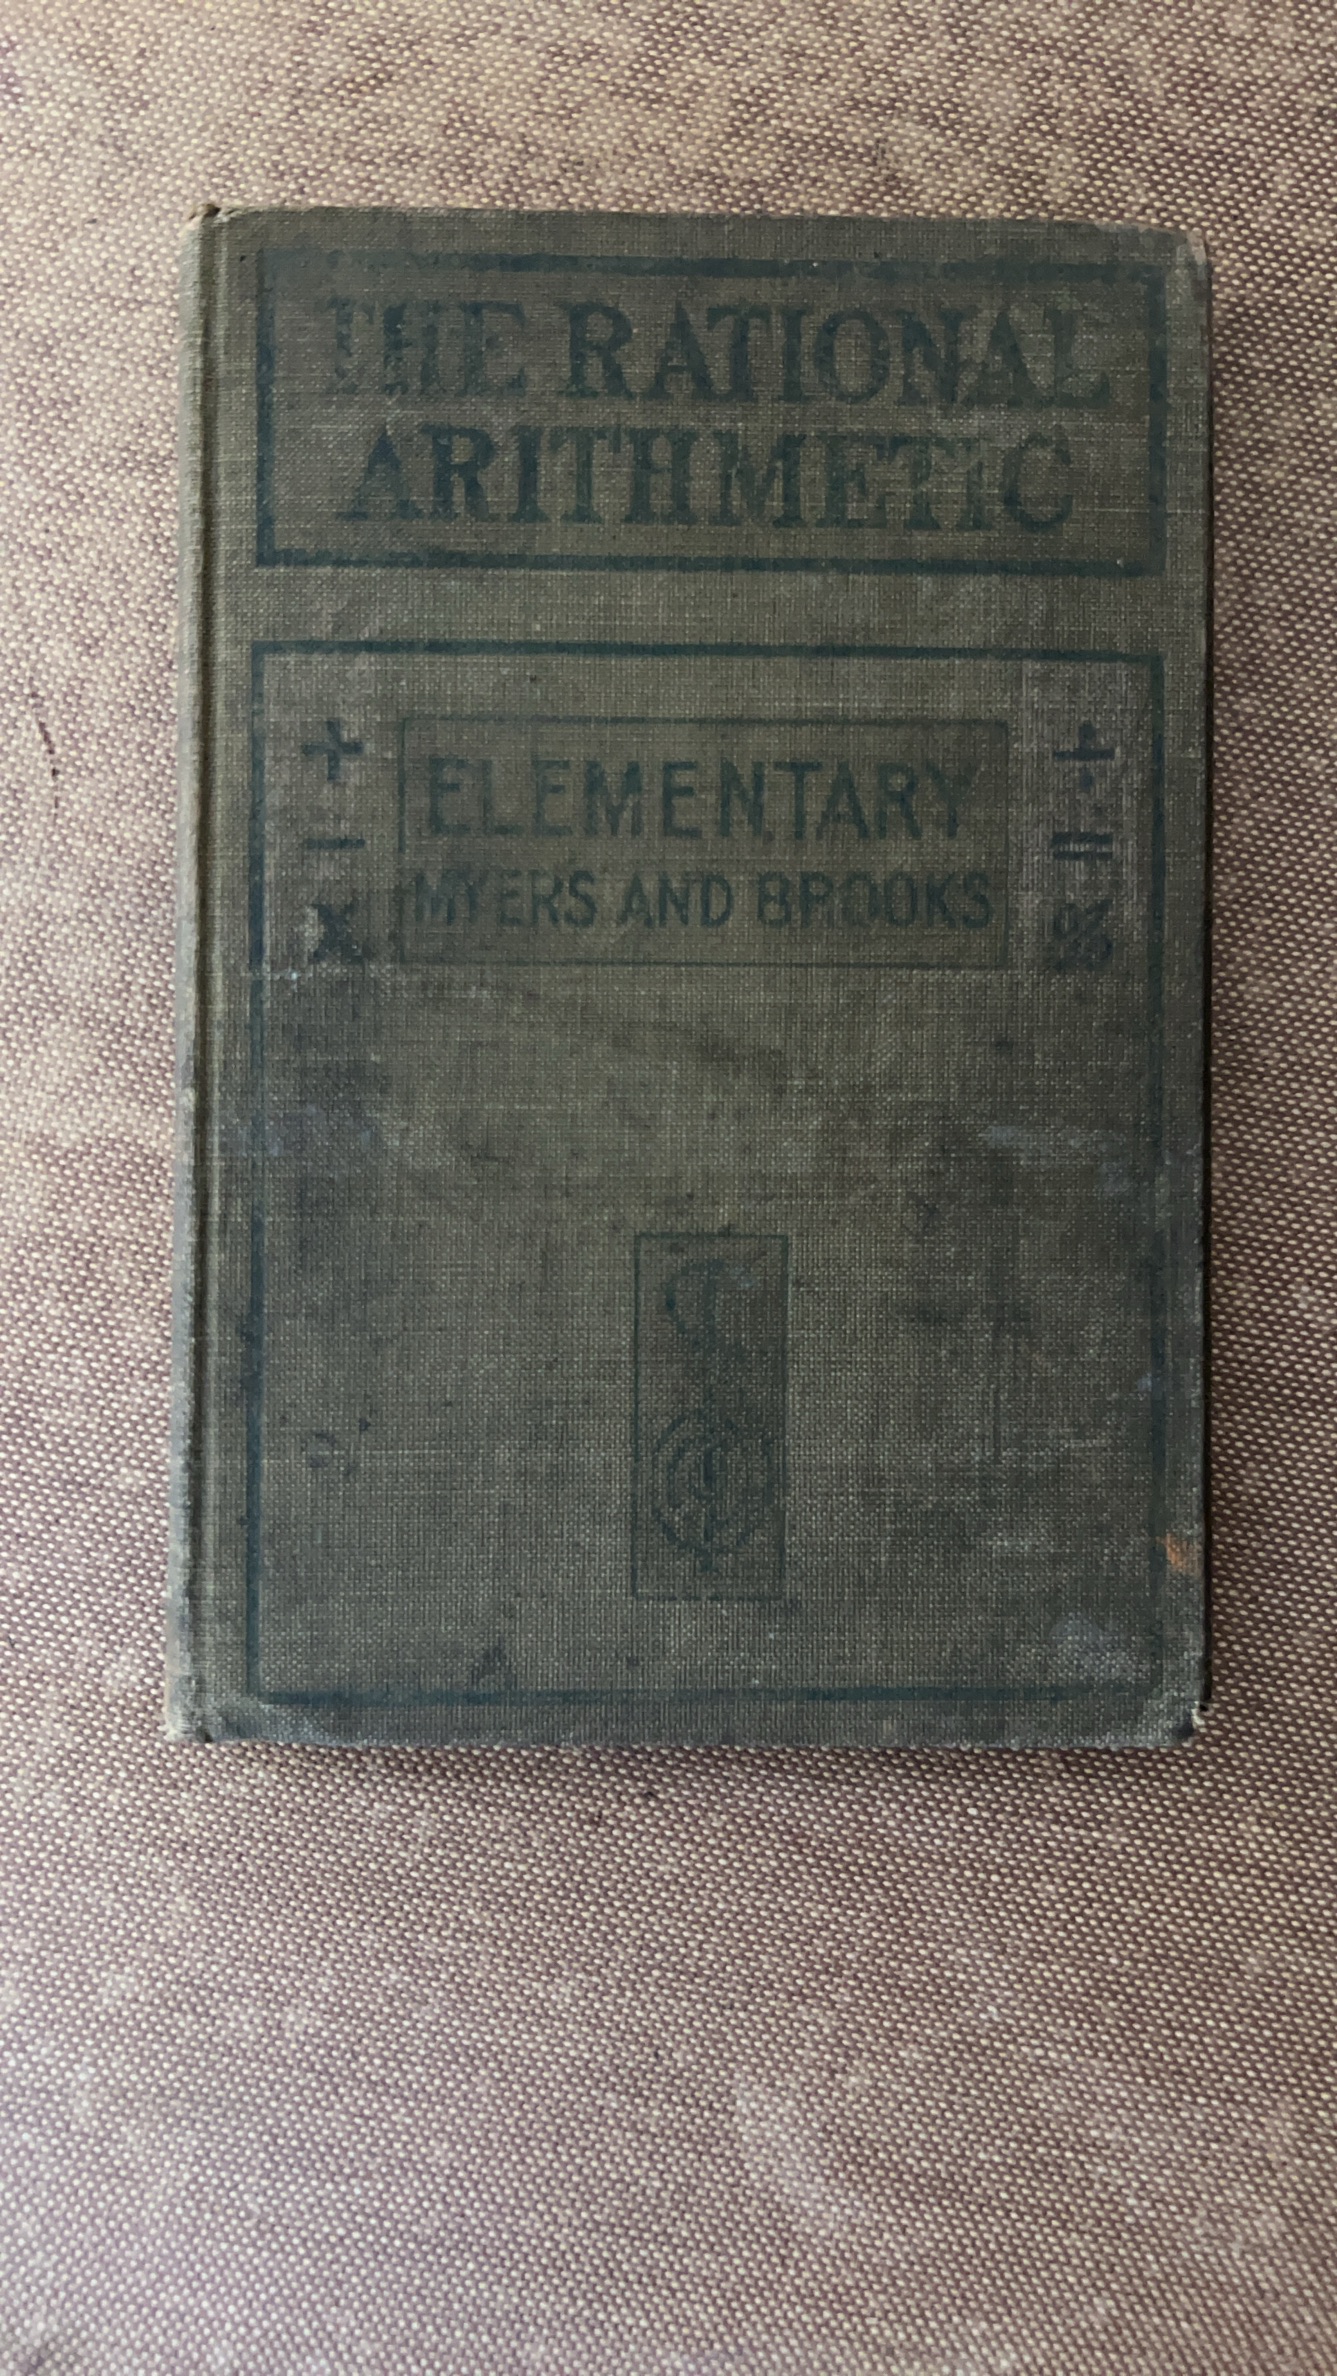 THE RATIONAL
ARITHMETIC
+ ÷
ELEMENTARY
− =
MYERS AND BROOKS
× %